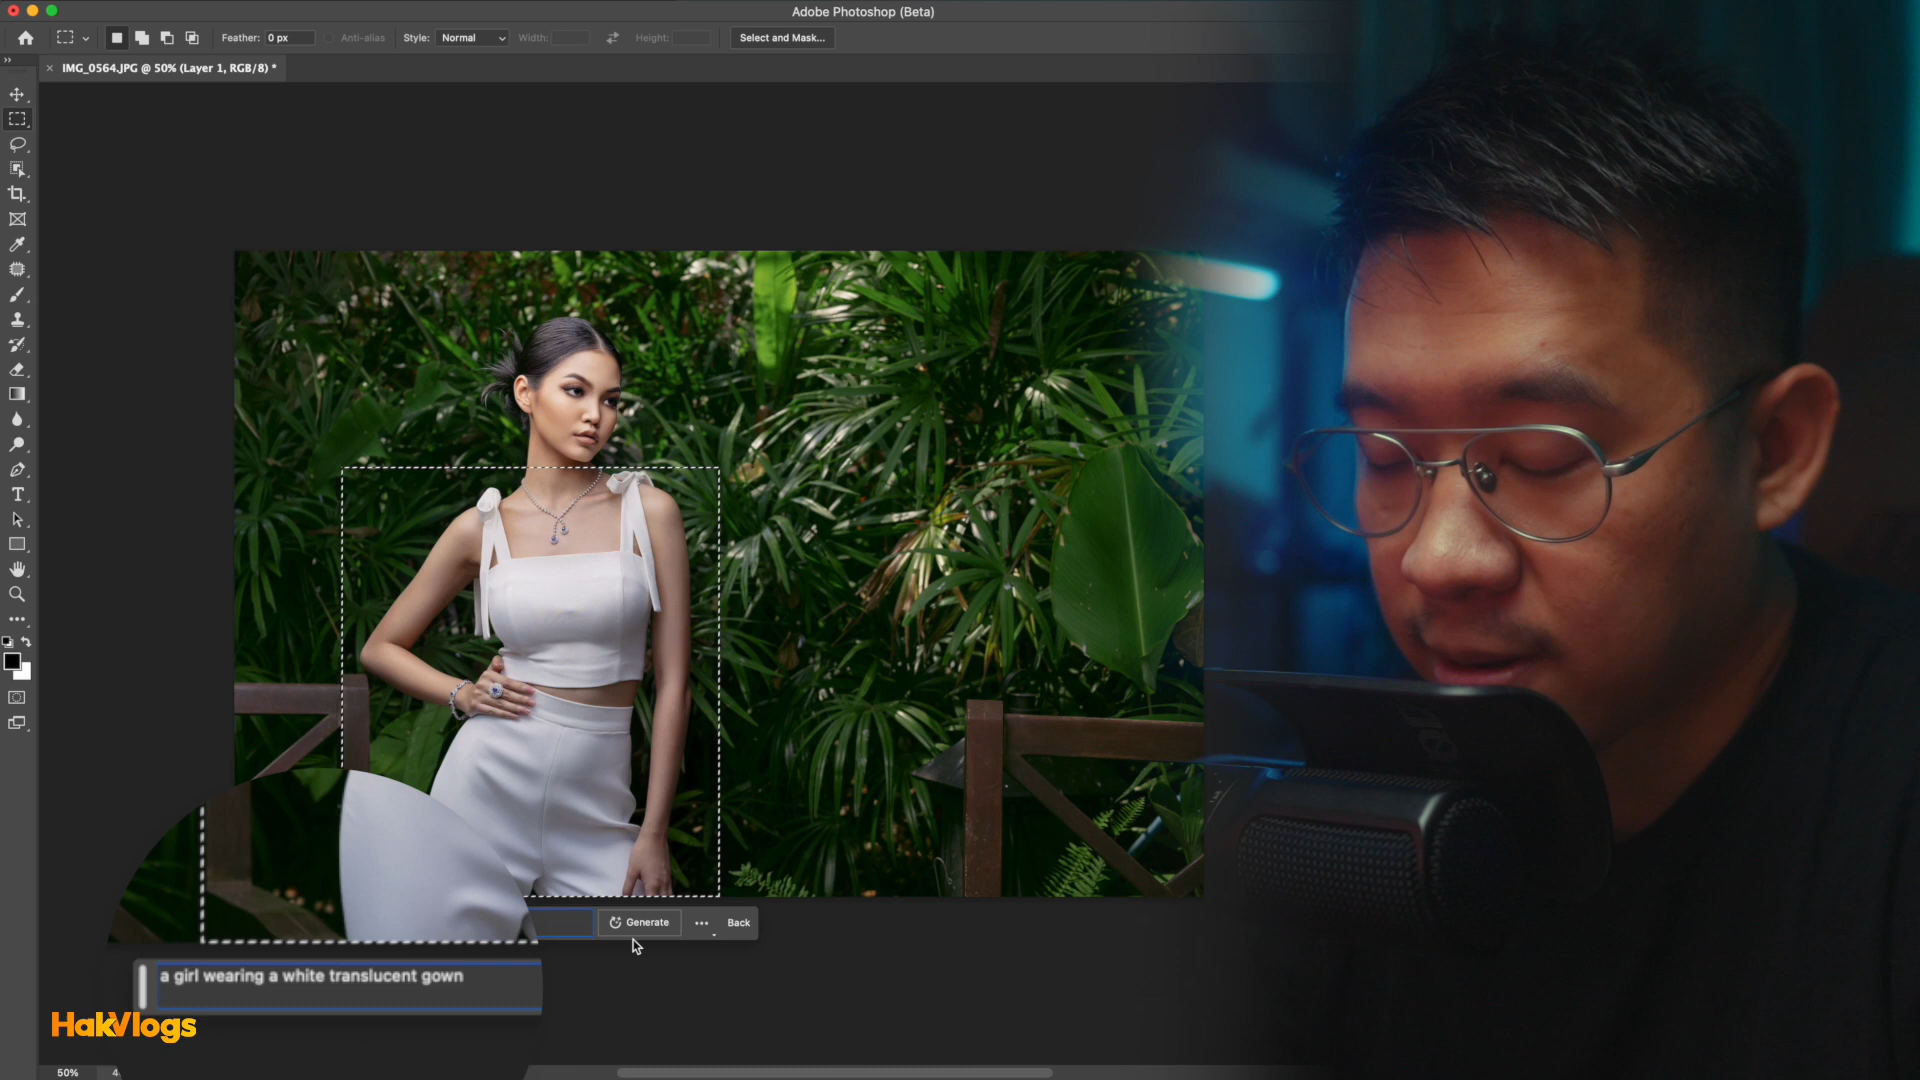 Adobe Photoshop (Beta)
Feather: 0 px Anti-alias Style: Normal Width: Height: Select and Mask...
× IMG_0564.JPG @ 50% (Layer 1, RGB/8) *
Generate ••• Back
a girl wearing a white translucent gown
HakVlogs
50% 4